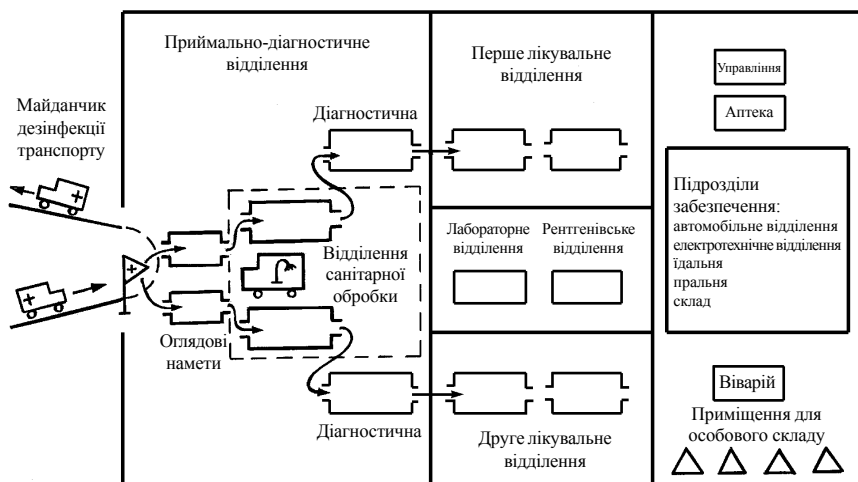 Приймально-діагностичне
відділення
Перше лікувальне
відділення
Управління
Аптека
Майданчик
дезінфекції
транспорту
Діагностична
Підрозділи
забезпечення:
автомобільне відділення
електротехнічне відділення
їдальня
пральня
склад
Лабораторне
відділення
Рентгенівське
відділення
Відділення
санітарної
обробки
Оглядові
намети
Діагностична
Друге лікувальне
відділення
Віварій
Приміщення для
особового складу